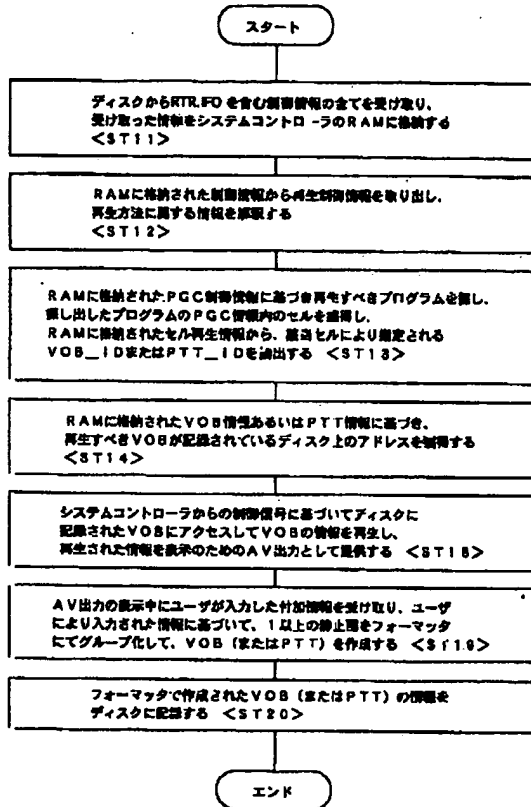 スタート
ディスクからRTR.IFOを含む制御情報の全てを受け取り、
受け取った情報をシステムコントローラのRAMに格納する
<ST11>
RAMに格納された制御情報から再生制御情報を取り出し、
再生方法に関する情報を解読する
<ST12>
RAMに格納されたPGC制御情報に基づき再生すべきプログラムを探し、
探し出したプログラムのPGC情報内のセルを獲得し、
RAMに格納されたセル再生情報から、該当セルにより指定される
VOB_IDまたはPTT_IDを抽出する <ST13>
RAMに格納されたVOB情報あるいはPTT情報に基づき、
再生すべきVOBが記録されているディスク上のアドレスを獲得する
<ST14>
システムコントローラからの制御信号に基づいてディスクに
記録されたVOBにアクセスしてVOBの情報を再生し、
再生された情報を表示のためのAV出力として提供する <ST15>
AV出力の表示中にユーザが入力した付加情報を受け取り、ユーザ
により入力された情報に基づいて、1以上の静止画をフォーマッタ
にてグループ化して、VOB(またはPTT)を作成する <ST19>
フォーマッタで作成されたVOB(またはPTT)の情報を
ディスクに記録する <ST20>
エンド